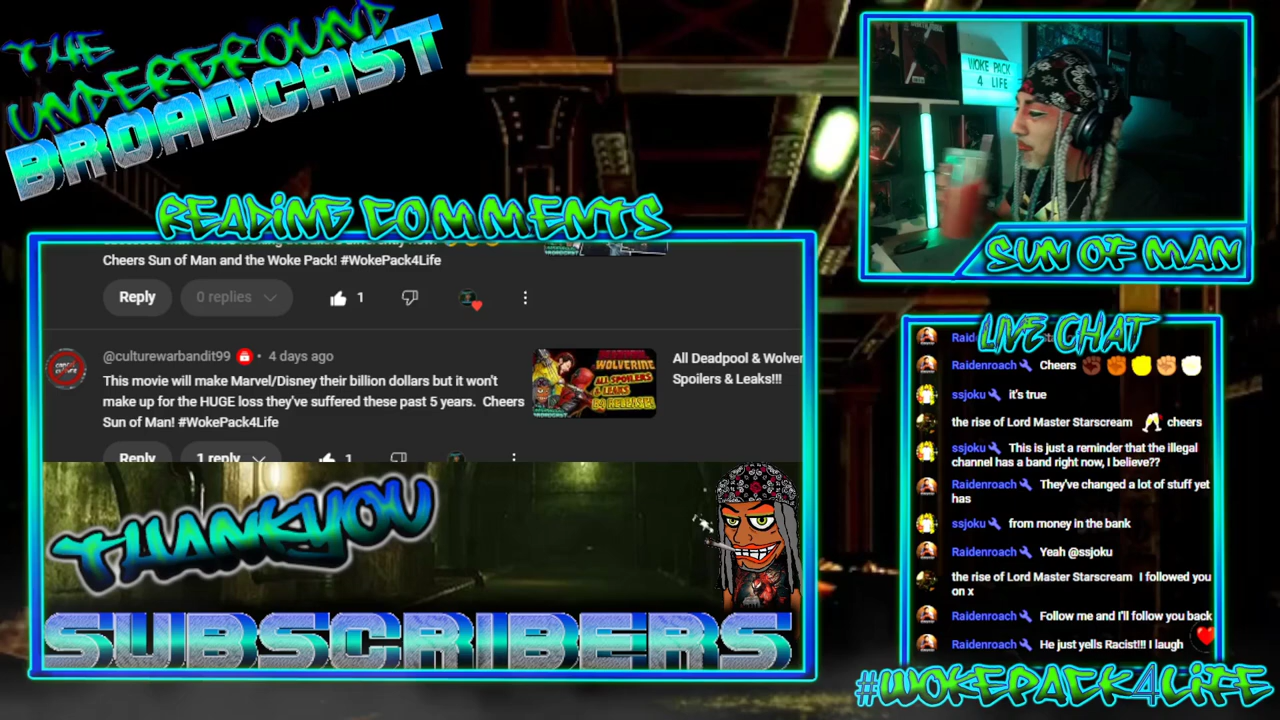 THE
UNDERGROUND
BROADCAST
READING COMMENTS
Cheers Sun of Man and the Woke Pack! #WokePack4Life
Reply
0 replies
1
@culturewarbandit99 • 4 days ago
This movie will make Marvel/Disney their billion dollars but it won't
make up for the HUGE loss they've suffered these past 5 years. Cheers
Sun of Man! #WokePack4Life
Reply
1 reply
1
WOLVERINE
ALL SPOILERS
& LEAKS
All Deadpool & Wolver
Spoilers & Leaks!!!
THANKYOU
SUBSCRIBERS
WOKE PACK
4 LIFE
SUN OF MAN
LIVE CHAT
Raidenroach Cheers
ssjoku it's true
the rise of Lord Master Starscream cheers
ssjoku This is just a reminder that the illegal
channel has a band right now, I believe??
Raidenroach They've changed a lot of stuff yet
has
ssjoku from money in the bank
Raidenroach Yeah @ssjoku
the rise of Lord Master Starscream I followed you
on x
Raidenroach Follow me and I'll follow you back
Raidenroach He just yells Racist!!! I laugh
#WOKEPACK4LIFE